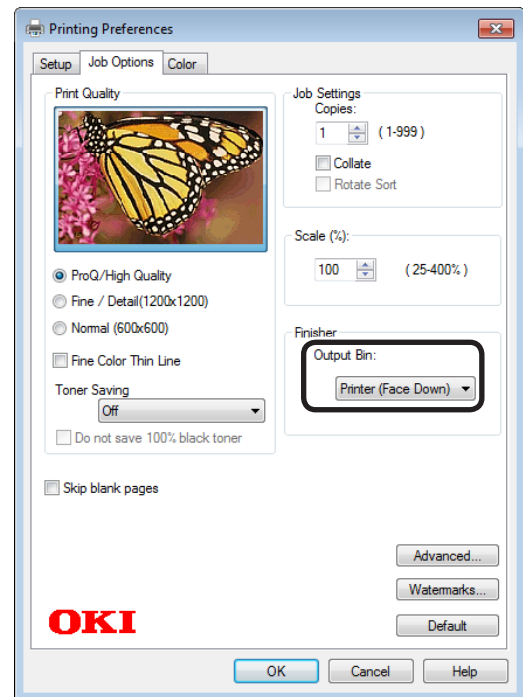 Printing Preferences
Setup Job Options Color
Print Quality
ProQ/High Quality
Fine / Detail(1200x1200)
Normal (600x600)
Fine Color Thin Line
Toner Saving
Off
Do not save 100% black toner
Skip blank pages
Job Settings
Copies:
1 ( 1-999 )
Collate
Rotate Sort
Scale (%):
100 ( 25-400% )
Finisher
Output Bin:
Printer (Face Down)
Advanced...
Watermarks...
Default
OKI
OK Cancel Help